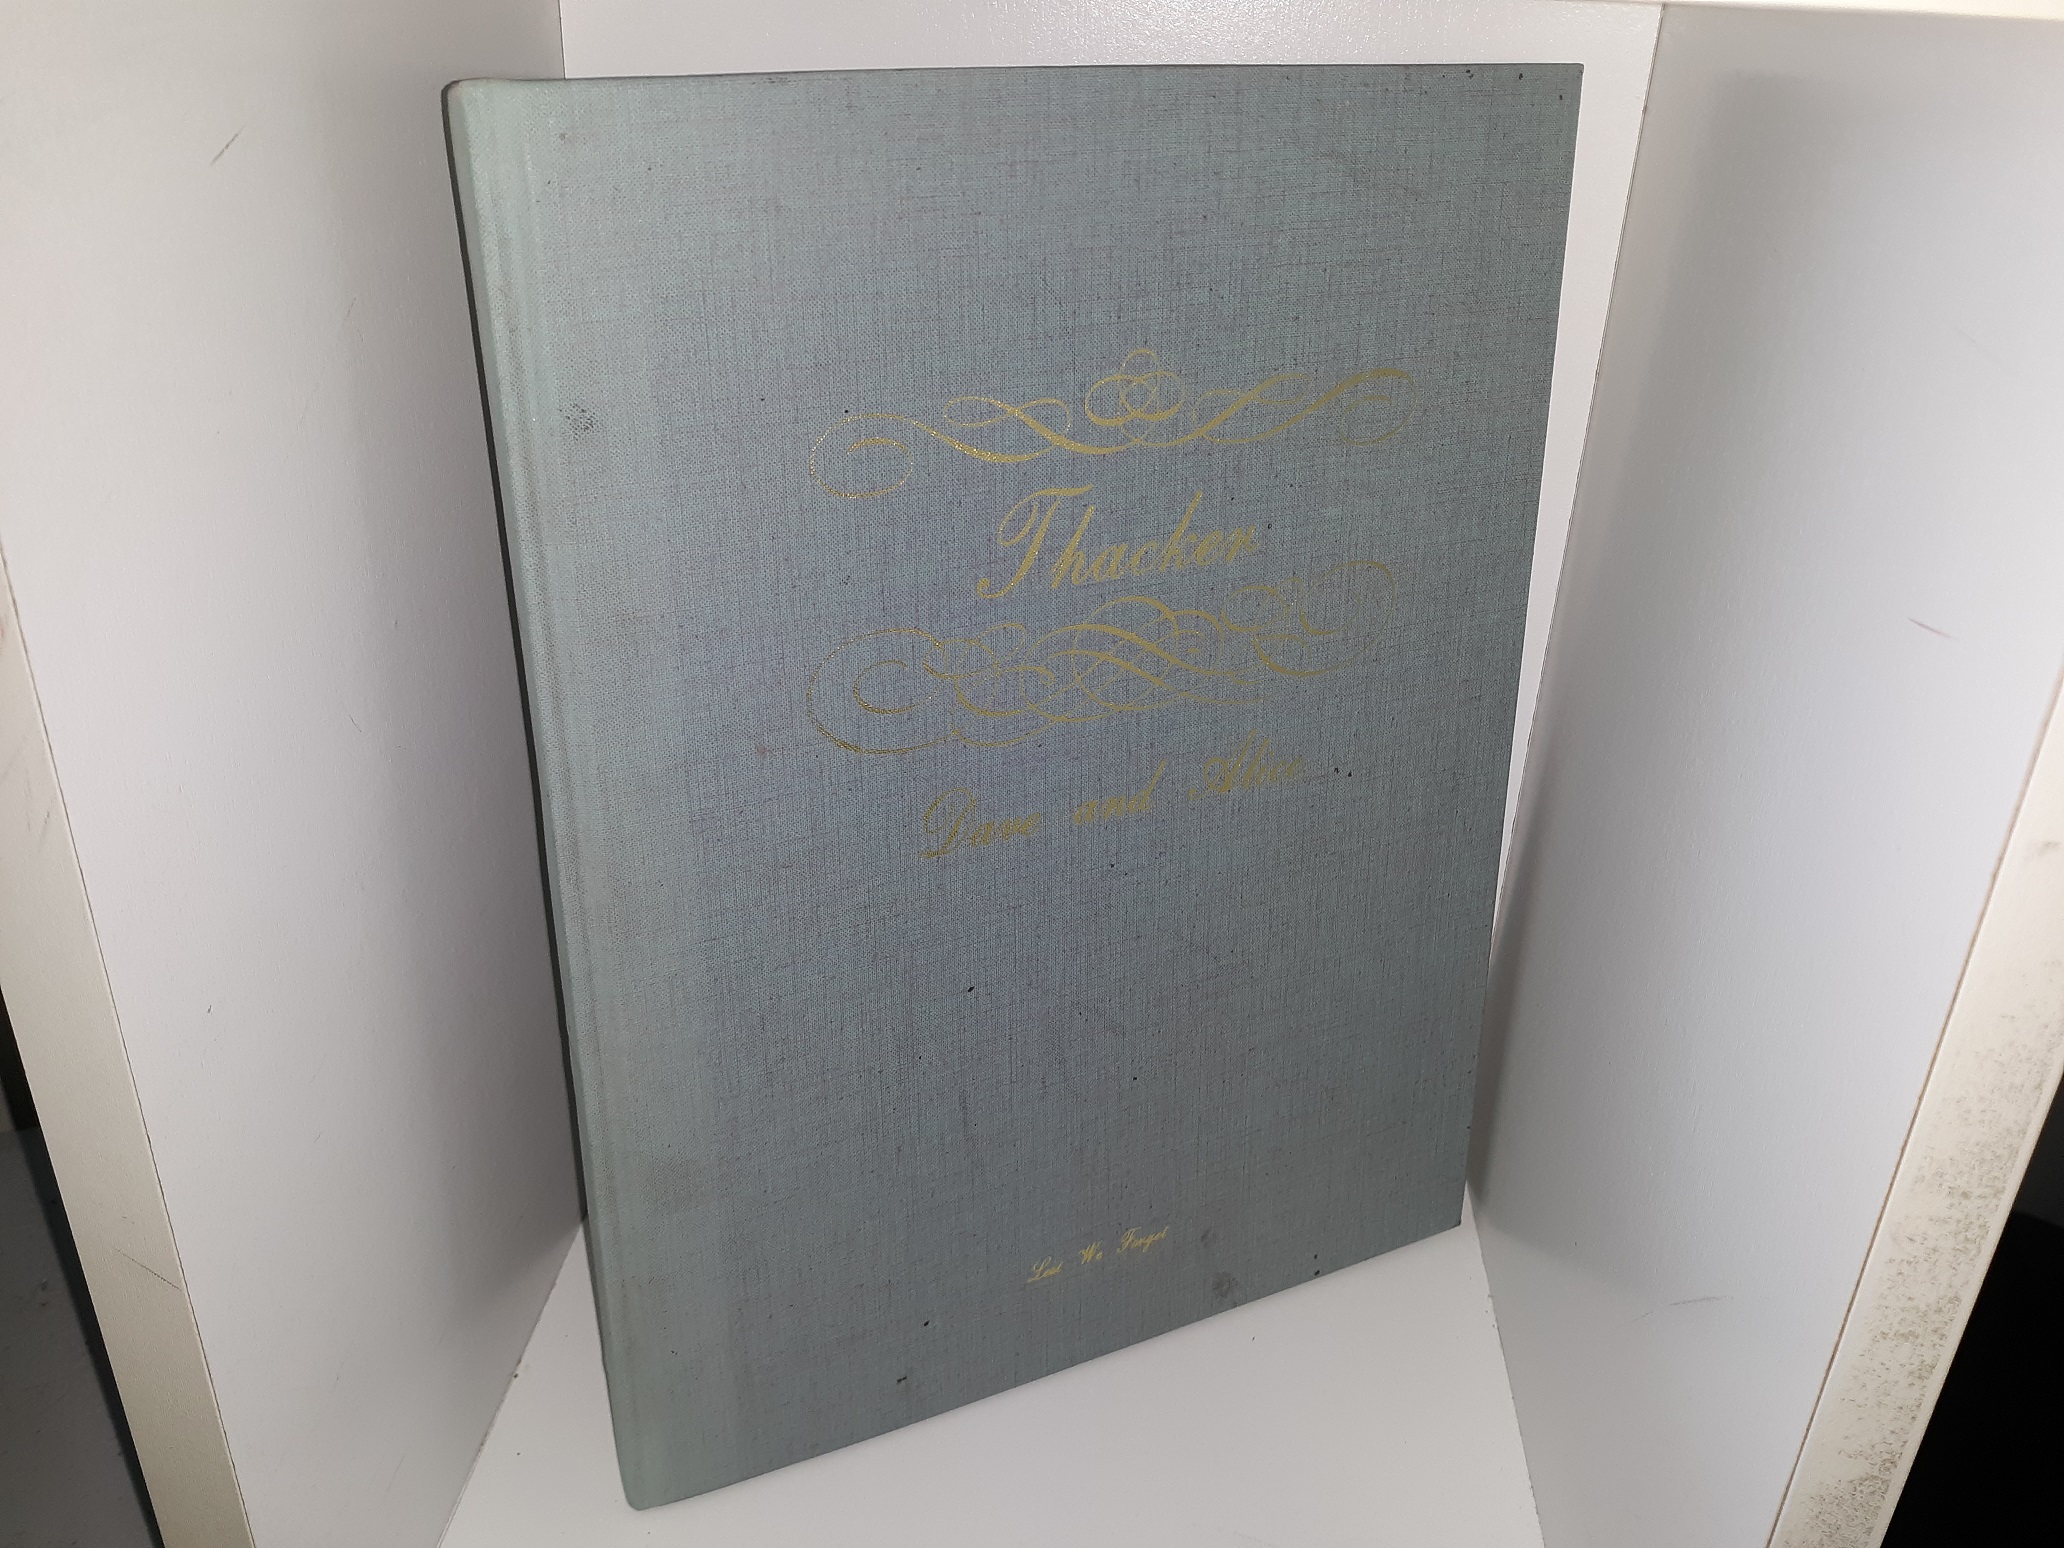 Thacker
Dave and Alice
Lest We Forget